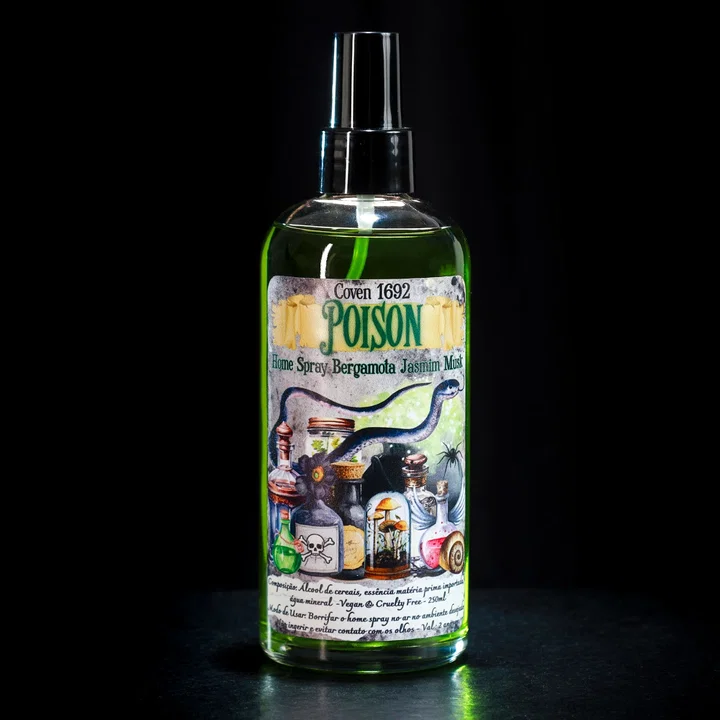 Coven 1692
POISON
Home Spray Bergamota Jasmim Musk
Composição: Álcool de cereais, essência matéria prima importada
água mineral -Vegan & Cruelty Free - 250ml
Modo de Usar: Borrifar o home spray no ar no ambiente
ingerir e evitar contato com os olhos - Val: 2